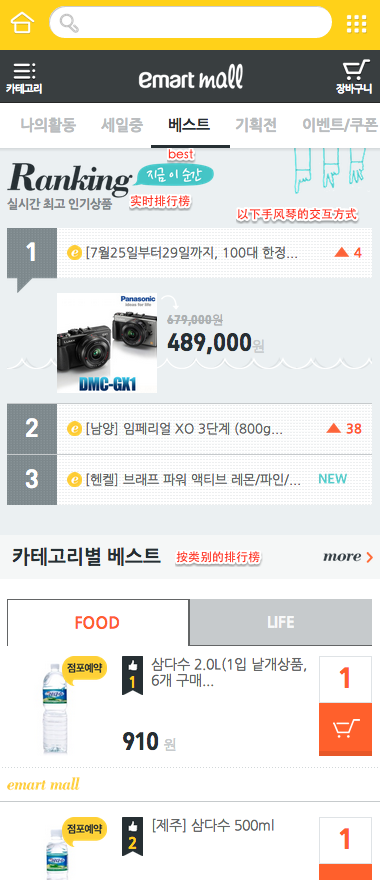 카테고리
emart mall
장바구니
나의활동 세일중 베스트 기획전 이벤트/쿠폰
best
Ranking 지금 이 순간
실시간 최고 인기상품
实时排行榜
以下手风琴的交互方式
1 e [7월25일부터29일까지, 100대 한정... ▲ 4
Panasonic
ideas for life
DMC-GX1
679,000원
489,000원
2 e [남양] 임페리얼 XO 3단계 (800g... ▲ 38
3 e [헨켈] 브래프 파워 액티브 레몬/파인/... NEW
카테고리별 베스트 按类别的排行榜 more >
FOOD LIFE
점포예약
1
삼다수 2.0L(1입 낱개상품,
6개 구매...
1
910 원
emart mall
점포예약
2
[제주] 삼다수 500ml
1